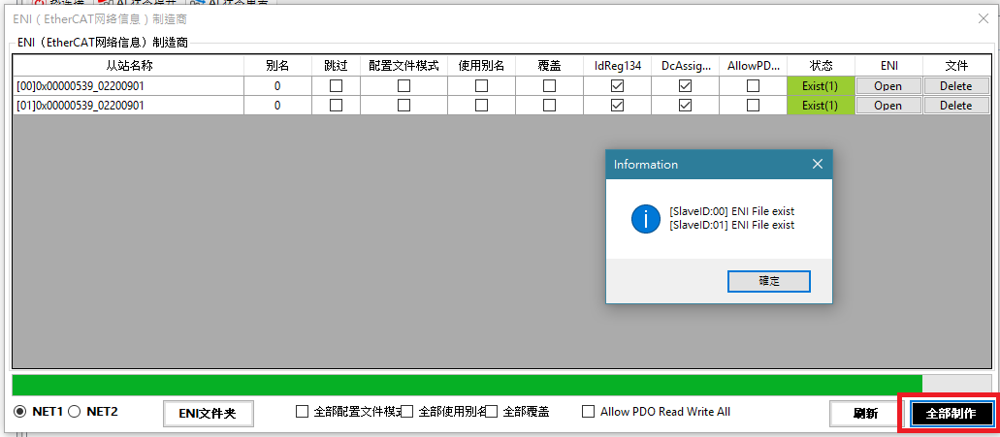 ENI（EtherCAT网络信息）制造商
ENI（EtherCAT网络信息）制造商
从站名称 别名 跳过 配置文件模式 使用别名 覆盖 IdReg134 DcAssig... AllowPD... 状态 ENI 文件
[00]0x00000539_02200901 0 Exist(1) Open Delete
[01]0x00000539_02200901 0 Exist(1) Open Delete
Information
[SlaveID:00] ENI File exist
[SlaveID:01] ENI File exist
確定
NET1 NET2 ENI文件夹 全部配置文件模式 全部使用别名 全部覆盖 Allow PDO Read Write All 刷新 全部制作